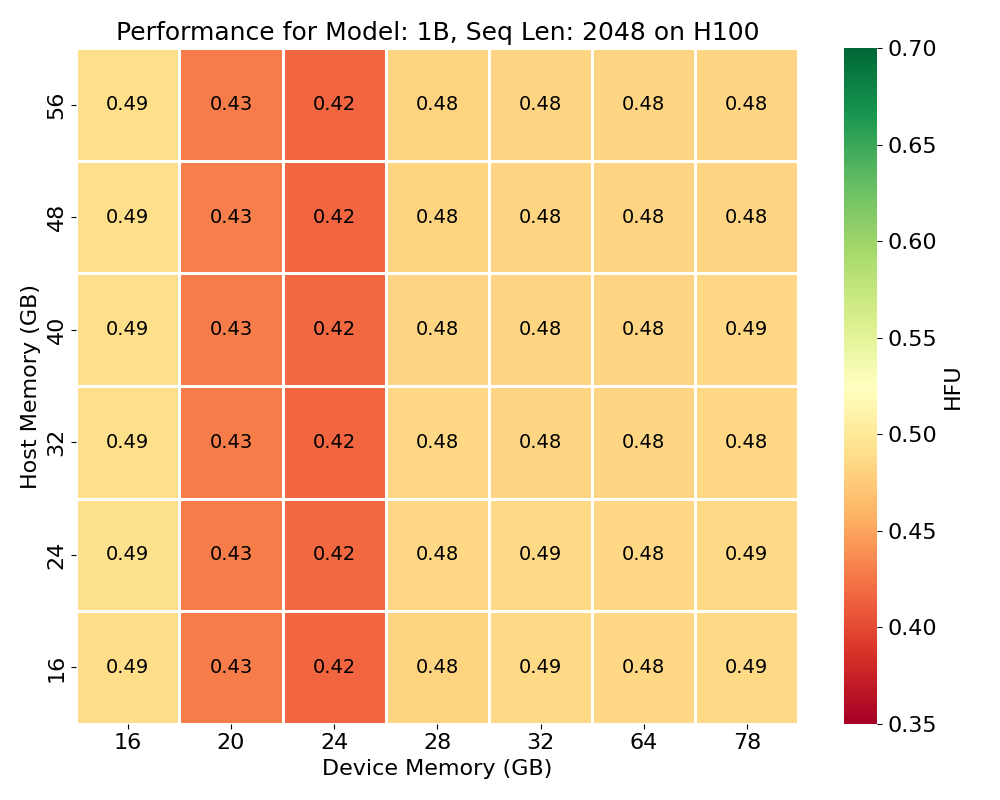 Performance for Model: 1B, Seq Len: 2048 on H100
56 0.49 0.43 0.42 0.48 0.48 0.48 0.48
48 0.49 0.43 0.42 0.48 0.48 0.48 0.48
40 0.49 0.43 0.42 0.48 0.48 0.48 0.49
32 0.49 0.43 0.42 0.48 0.48 0.48 0.48
24 0.49 0.43 0.42 0.48 0.49 0.48 0.49
16 0.49 0.43 0.42 0.48 0.49 0.48 0.49
16 20 24 28 32 64 78
Device Memory (GB)
Host Memory (GB)
0.70
0.65
0.60
0.55
0.50
0.45
0.40
0.35
HFU